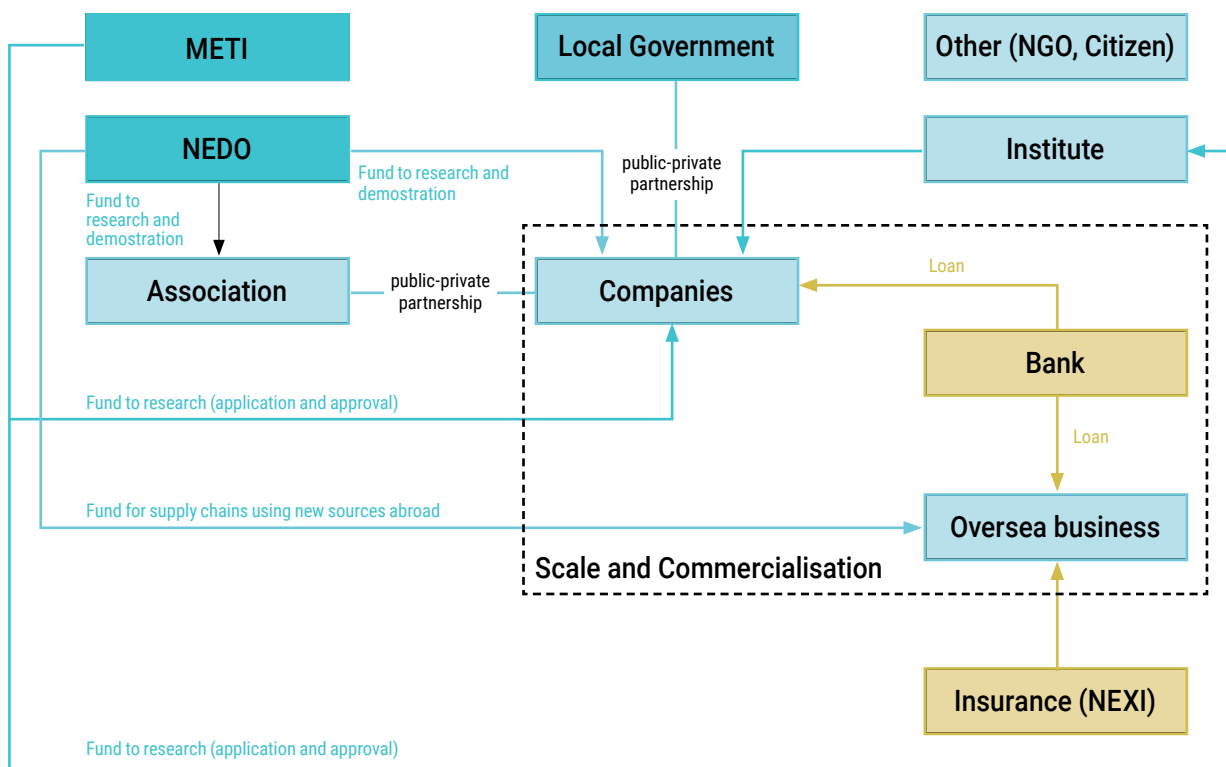 METI
Local Government
Other (NGO, Citizen)
NEDO
Institute
Fund to research and
demostration
public-private
partnership
Fund to
research and
demostration
Association
public-private
partnership
Companies
Loan
Bank
Fund to research (application and approval)
Loan
Fund for supply chains using new sources abroad
Oversea business
Scale and Commercialisation
Insurance (NEXI)
Fund to research (application and approval)